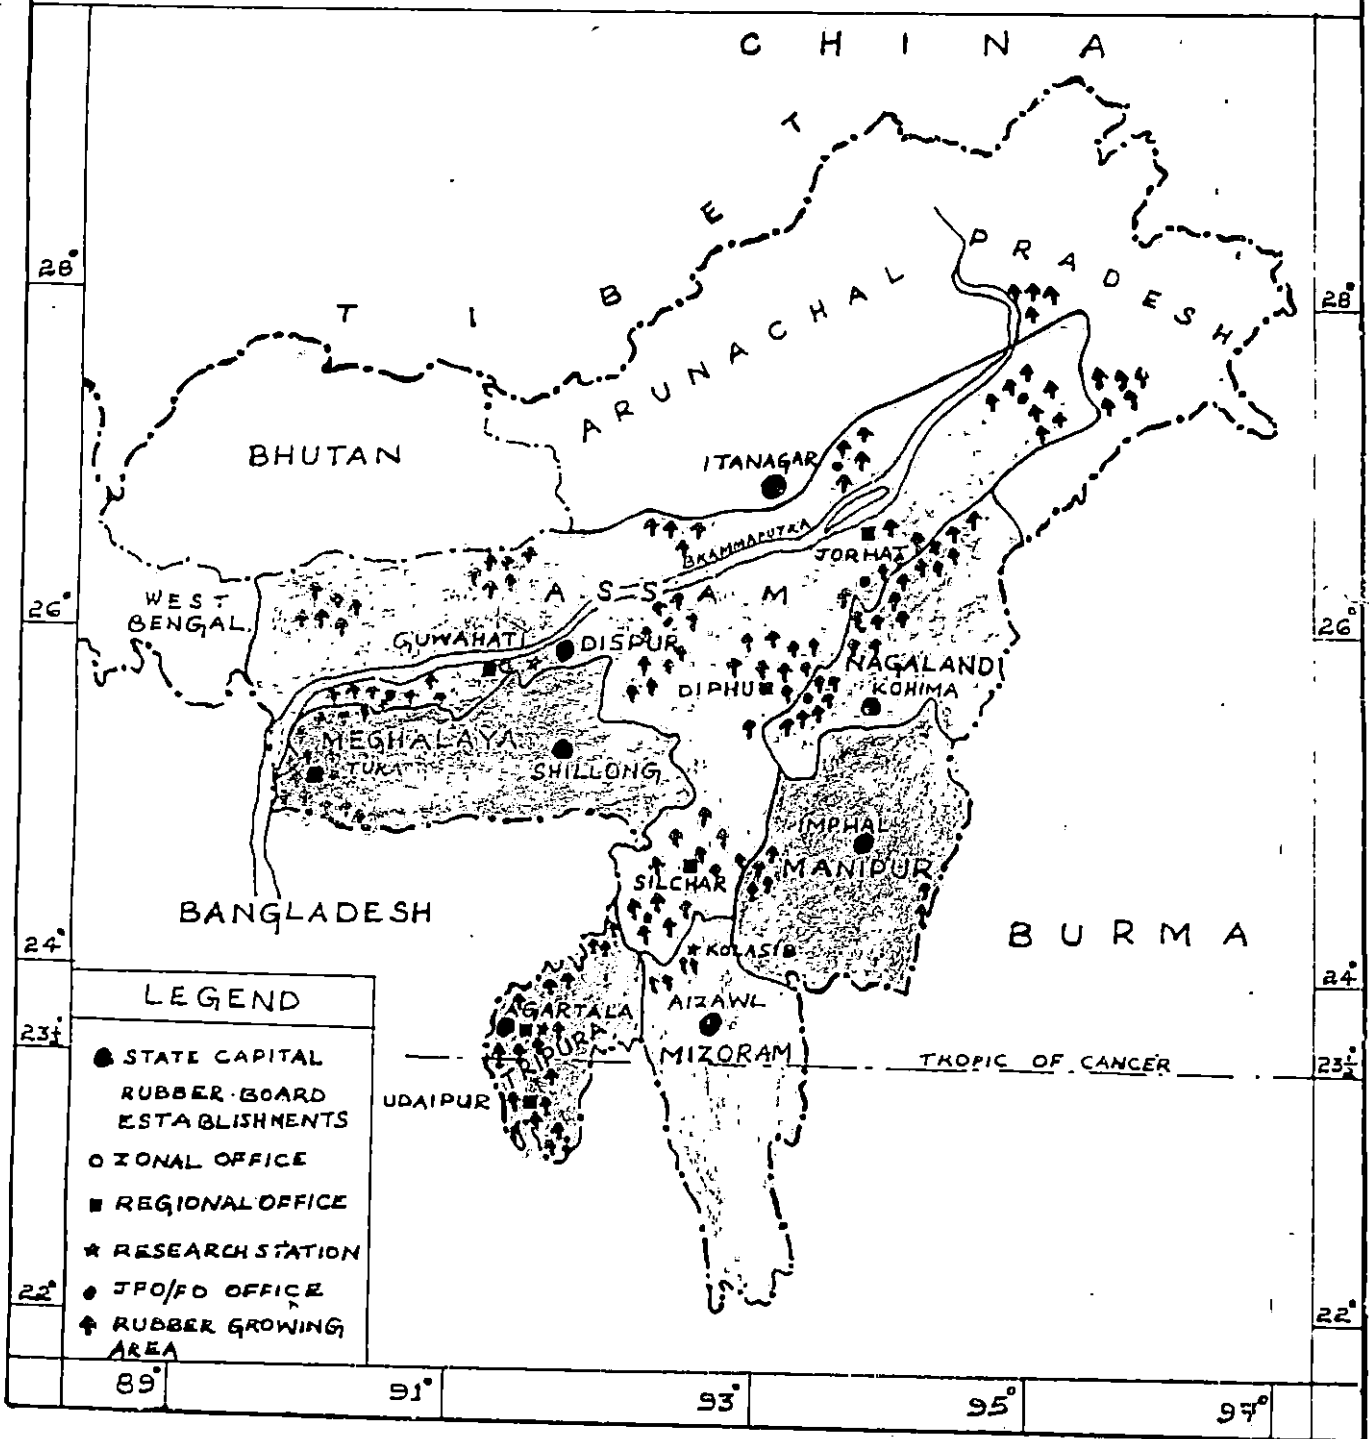 C H I N A
T I B E T
28°
28°
ARUNACHAL PRADESH
BHUTAN
ITANAGAR
BRAHMAPUTRA
JORHAT
A S S A M
26°
26°
WEST
BENGAL
GUWAHATI
DISPUR
NAGALAND
DIPHU
KOHIMA
MEGHALAYA
TURA
SHILLONG
IMPHAL
MANIPUR
SILCHAR
BANGLADESH
B U R M A
24°
24°
KOLASIB
AIZAWL
AGARTALA
TRIPURA
MIZORAM
TROPIC OF CANCER
23½°
23½°
UDAIPUR
LEGEND
STATE CAPITAL
RUBBER·BOARD
ESTABLISHMENTS
ZONAL OFFICE
REGIONAL OFFICE
RESEARCH STATION
JFO/FO OFFICE
RUBBER GROWING
AREA
22°
22°
89°
91°
93°
95°
97°